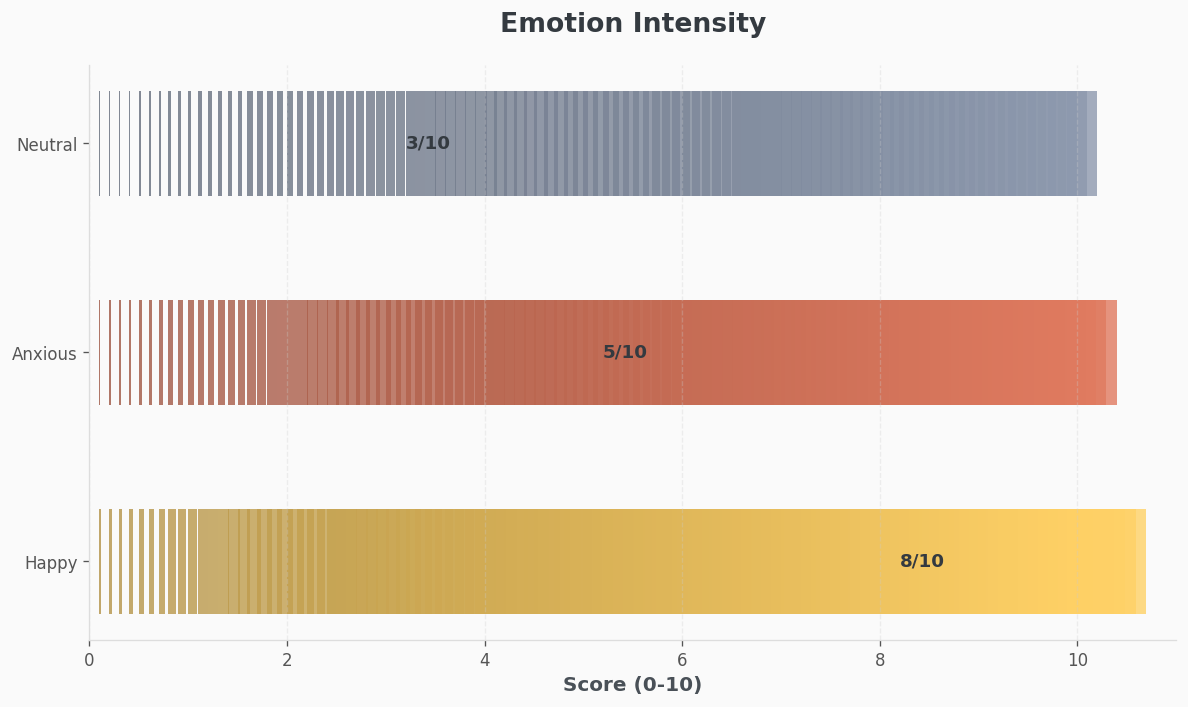 Emotion Intensity
Neutral
3/10
Anxious
5/10
Happy
8/10
0 2 4 6 8 10
Score (0-10)